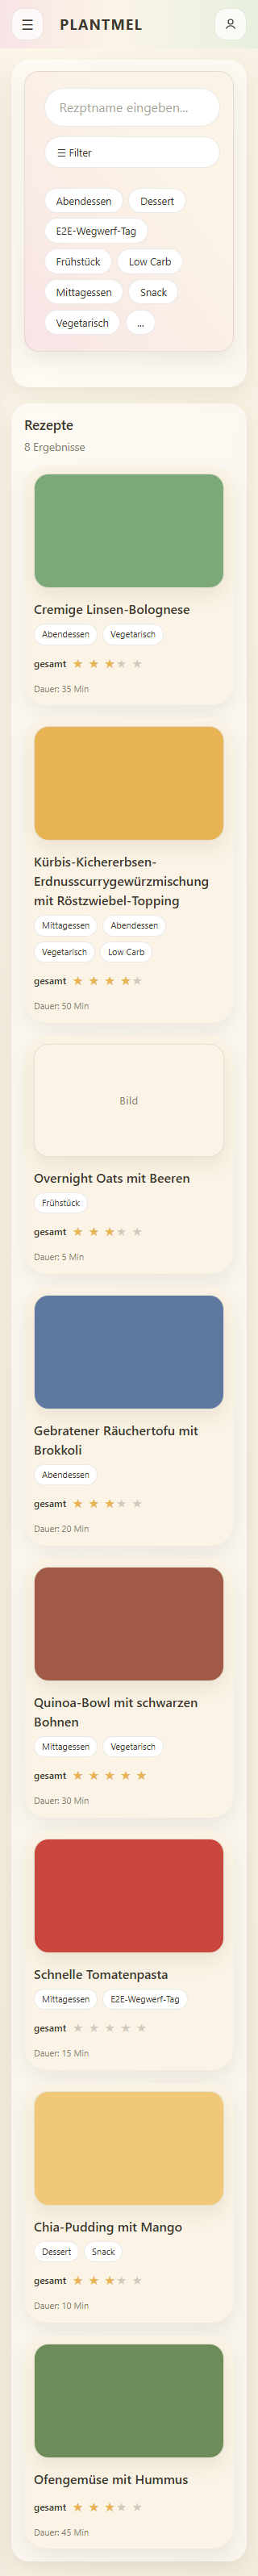 ☰ PLANTMEL
Rezptname eingeben...
☰ Filter
Abendessen Dessert
E2E-Wegwerf-Tag
Frühstück Low Carb
Mittagessen Snack
Vegetarisch ...
Rezepte
8 Ergebnisse
Cremige Linsen-Bolognese
Abendessen Vegetarisch
gesamt ★ ★ ★ ★ ★
Dauer: 35 Min
Kürbis-Kichererbsen-
Erdnusscurrygewürzmischung
mit Röstzwiebel-Topping
Mittagessen Abendessen
Vegetarisch Low Carb
gesamt ★ ★ ★ ★ ★
Dauer: 50 Min
Bild
Overnight Oats mit Beeren
Frühstück
gesamt ★ ★ ★ ★ ★
Dauer: 5 Min
Gebratener Räuchertofu mit
Brokkoli
Abendessen
gesamt ★ ★ ★ ★ ★
Dauer: 20 Min
Quinoa-Bowl mit schwarzen
Bohnen
Mittagessen Vegetarisch
gesamt ★ ★ ★ ★ ★
Dauer: 30 Min
Schnelle Tomatenpasta
Mittagessen E2E-Wegwerf-Tag
gesamt ★ ★ ★ ★ ★
Dauer: 15 Min
Chia-Pudding mit Mango
Dessert Snack
gesamt ★ ★ ★ ★ ★
Dauer: 10 Min
Ofengemüse mit Hummus
gesamt ★ ★ ★ ★ ★
Dauer: 45 Min